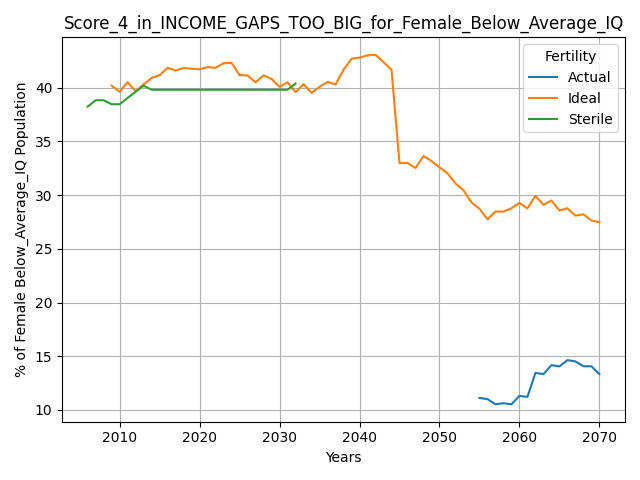 Score_4_in_INCOME_GAPS_TOO_BIG_for_Female_Below_Average_IQ
Fertility
Actual
Ideal
Sterile
% of Female Below_Average_IQ Population
40
35
30
25
20
15
10
2010 2020 2030 2040 2050 2060 2070
Years